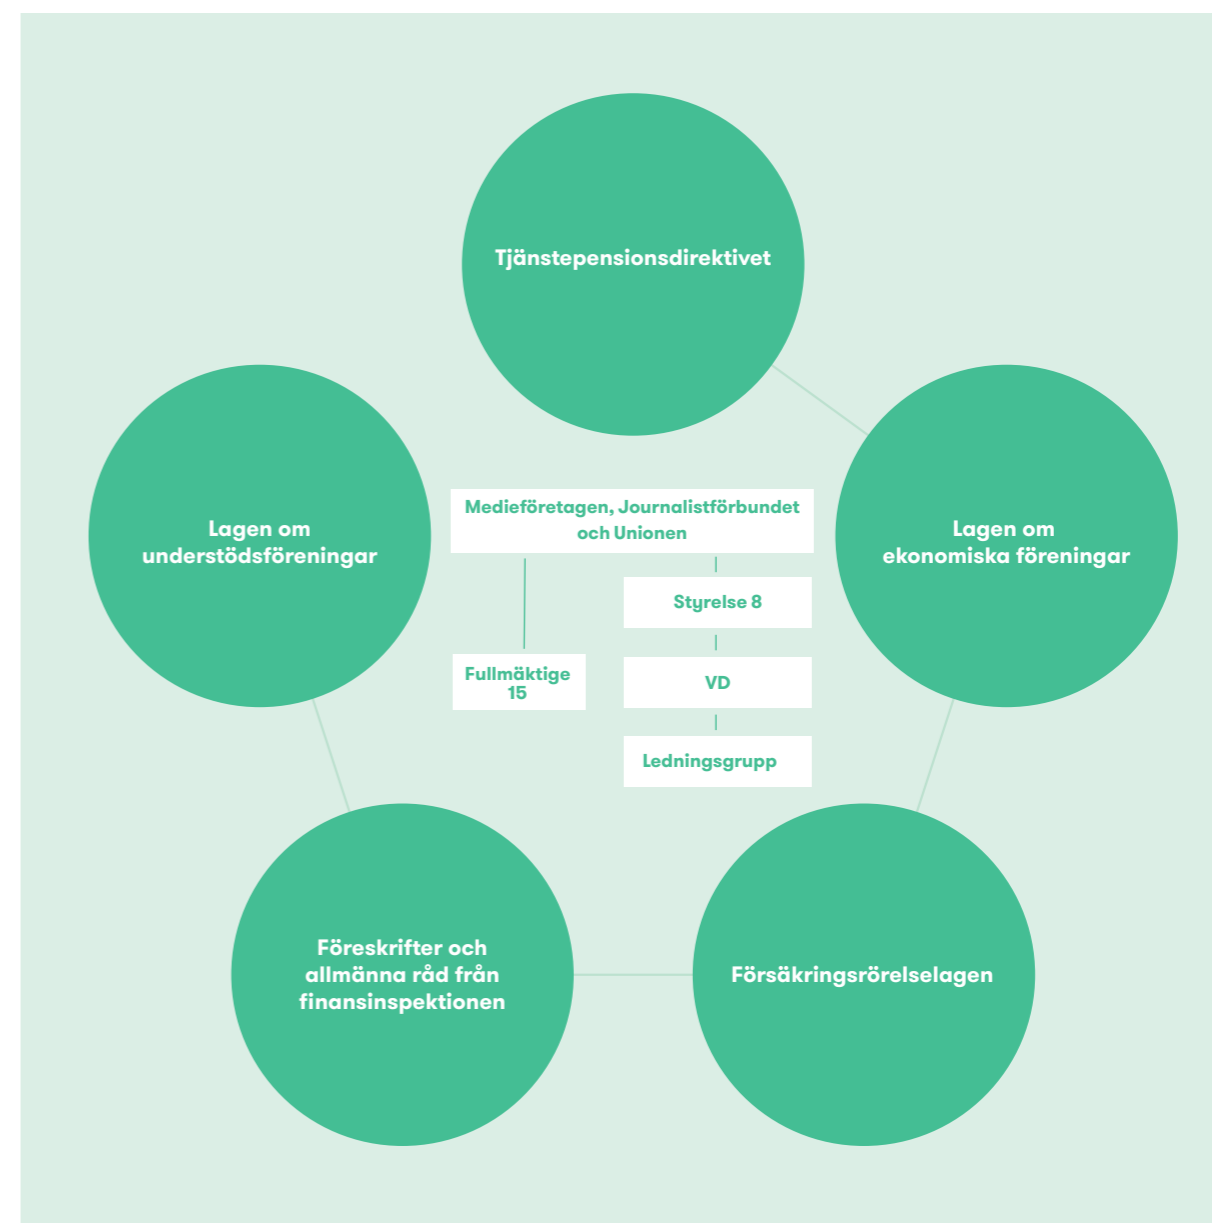 Tjänstepensionsdirektivet
Lagen om
understödsföreningar
Medieföretagen, Journalistförbundet
och Unionen
Lagen om
ekonomiska föreningar
Styrelse 8
Fullmäktige
15
VD
Ledningsgrupp
Föreskrifter och
allmänna råd från
finansinspektionen
Försäkringsrörelselagen